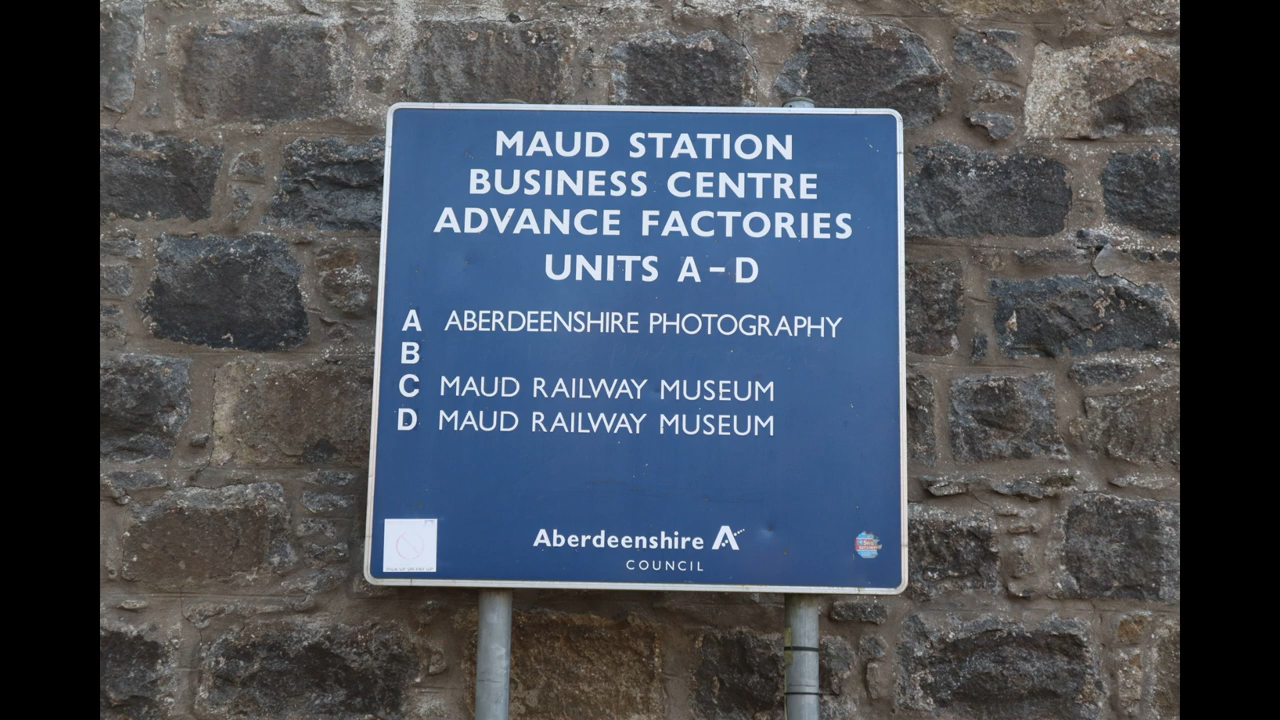 MAUD STATION
BUSINESS CENTRE
ADVANCE FACTORIES
UNITS A-D
A ABERDEENSHIRE PHOTOGRAPHY
B
C MAUD RAILWAY MUSEUM
D MAUD RAILWAY MUSEUM
Aberdeenshire
COUNCIL